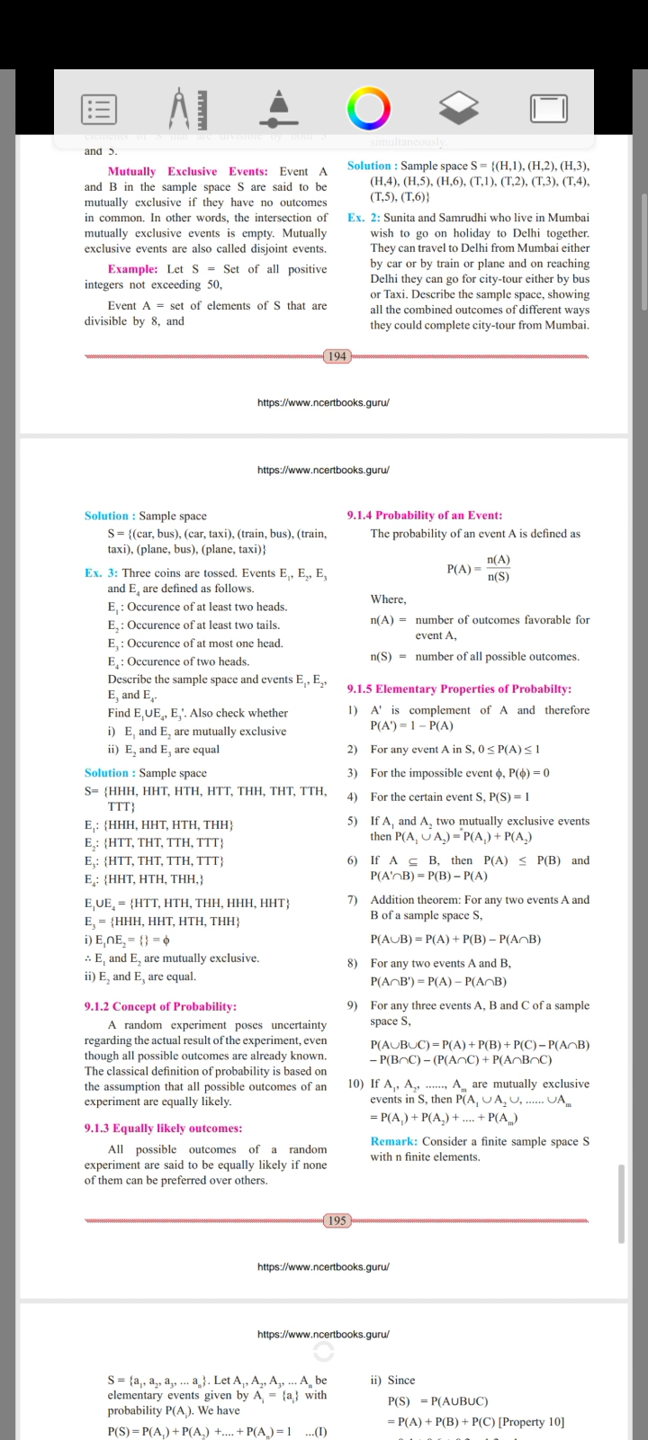 and 5.
Mutually Exclusive Events: Event A
and B in the sample space S are said to be
mutually exclusive if they have no outcomes
in common. In other words, the intersection of
mutually exclusive events is empty. Mutually
exclusive events are also called disjoint events.
Example: Let S = Set of all positive
integers not exceeding 50,
Event A = set of elements of S that are
divisible by 8, and
simultaneously.
Solution : Sample space S = {(H,1), (H,2), (H,3),
(H,4), (H,5), (H,6), (T,1), (T,2), (T,3), (T,4),
(T,5), (T,6)}
Ex. 2: Sunita and Samrudhi who live in Mumbai
wish to go on holiday to Delhi together.
They can travel to Delhi from Mumbai either
by car or by train or plane and on reaching
Delhi they can go for city-tour either by bus
or Taxi. Describe the sample space, showing
all the combined outcomes of different ways
they could complete city-tour from Mumbai.
194
https://www.ncertbooks.guru/
https://www.ncertbooks.guru/
Solution : Sample space
S = {(car, bus), (car, taxi), (train, bus), (train,
taxi), (plane, bus), (plane, taxi)}
Ex. 3: Three coins are tossed. Events E₁, E₂, E₃
and E₄ are defined as follows.
E₁ : Occurence of at least two heads.
E₂ : Occurence of at least two tails.
E₃ : Occurence of at most one head.
E₄ : Occurence of two heads.
Describe the sample space and events E₁, E₂,
E₃ and E₄.
Find E₁∪E₄, E₃'. Also check whether
i) E₁ and E₂ are mutually exclusive
ii) E₂ and E₃ are equal
Solution : Sample space
S= {HHH, HHT, HTH, HTT, THH, THT, TTH,
TTT}
E₁: {HHH, HHT, HTH, THH}
E₂: {HTT, THT, TTH, TTT}
E₃: {HTT, THT, TTH, TTT}
E₄: {HHT, HTH, THH,}
E₁∪E₄ = {HTT, HTH, THH, HHH, HHT}
E₃ = {HHH, HHT, HTH, THH}
i) E₁∩E₂ = {} = ϕ
∴ E₁ and E₂ are mutually exclusive.
ii) E₂ and E₃ are equal.
9.1.2 Concept of Probability:
A random experiment poses uncertainty
regarding the actual result of the experiment, even
though all possible outcomes are already known.
The classical definition of probability is based on
the assumption that all possible outcomes of an
experiment are equally likely.
9.1.3 Equally likely outcomes:
All possible outcomes of a random
experiment are said to be equally likely if none
of them can be preferred over others.
9.1.4 Probability of an Event:
The probability of an event A is defined as
P(A) = n(A)/n(S)
Where,
n(A) = number of outcomes favorable for
event A,
n(S) = number of all possible outcomes.
9.1.5 Elementary Properties of Probabilty:
1) A' is complement of A and therefore
P(A') = 1 – P(A)
2) For any event A in S, 0 ≤ P(A) ≤ 1
3) For the impossible event ϕ, P(ϕ) = 0
4) For the certain event S, P(S) = 1
5) If A₁ and A₂ two mutually exclusive events
then P(A₁ ∪ A₂) = P(A₁) + P(A₂)
6) If A ⊆ B, then P(A) ≤ P(B) and
P(A'∩B) = P(B) – P(A)
7) Addition theorem: For any two events A and
B of a sample space S,
P(A∪B) = P(A) + P(B) – P(A∩B)
8) For any two events A and B,
P(A∩B') = P(A) – P(A∩B)
9) For any three events A, B and C of a sample
space S,
P(A∪B∪C) = P(A) + P(B) + P(C) – P(A∩B)
– P(B∩C) – (P(A∩C) + P(A∩B∩C)
10) If A₁, A₂, ......, Aₘ are mutually exclusive
events in S, then P(A₁ ∪ A₂ ∪, ...... ∪Aₘ
= P(A₁) + P(A₂) + .... + P(Aₘ)
Remark: Consider a finite sample space S
with n finite elements.
195
https://www.ncertbooks.guru/
https://www.ncertbooks.guru/
S = {a₁, a₂, a₃, ... aₙ}. Let A₁, A₂, A₃, ... Aₙ be
elementary events given by Aᵢ = {aᵢ} with
probability P(Aᵢ). We have
P(S) = P(A₁) + P(A₂) +.... + P(Aₙ) = 1 ...(I)
ii) Since
P(S) = P(A∪B∪C)
= P(A) + P(B) + P(C) [Property 10]